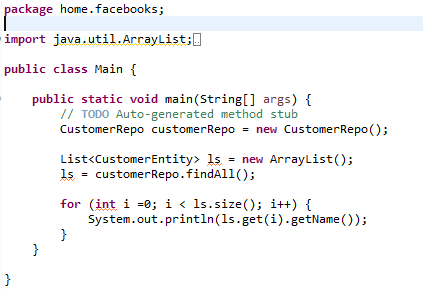 package home.facebooks;
import java.util.ArrayList;
public class Main {
public static void main(String[] args) {
// TODO Auto-generated method stub
CustomerRepo customerRepo = new CustomerRepo();
List<CustomerEntity> ls = new ArrayList();
ls = customerRepo.findAll();
for (int i =0; i < ls.size(); i++) {
System.out.println(ls.get(i).getName());
}
}
}